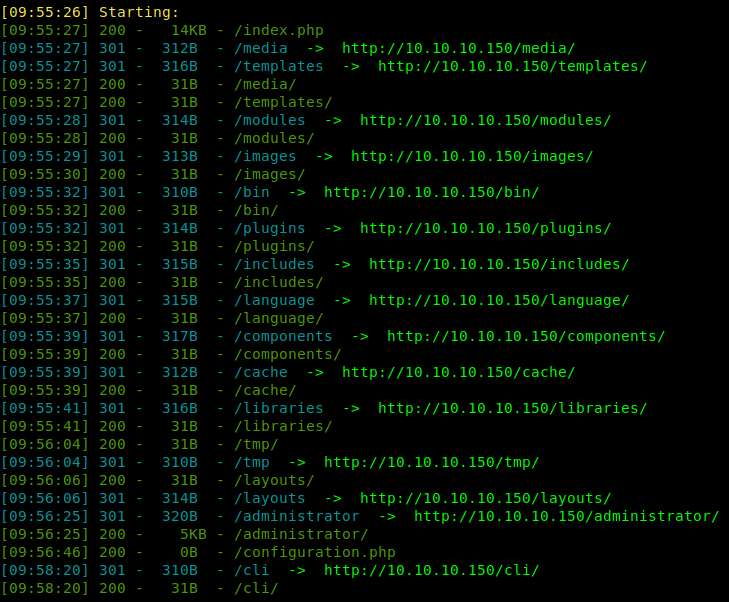 [09:55:26] Starting:
[09:55:27] 200 -   14KB - /index.php
[09:55:27] 301 -  312B  - /media  ->  http://10.10.10.150/media/
[09:55:27] 301 -  316B  - /templates  ->  http://10.10.10.150/templates/
[09:55:27] 200 -   31B  - /media/
[09:55:27] 200 -   31B  - /templates/
[09:55:28] 301 -  314B  - /modules  ->  http://10.10.10.150/modules/
[09:55:28] 200 -   31B  - /modules/
[09:55:29] 301 -  313B  - /images  ->  http://10.10.10.150/images/
[09:55:30] 200 -   31B  - /images/
[09:55:32] 301 -  310B  - /bin  ->  http://10.10.10.150/bin/
[09:55:32] 200 -   31B  - /bin/
[09:55:32] 301 -  314B  - /plugins  ->  http://10.10.10.150/plugins/
[09:55:32] 200 -   31B  - /plugins/
[09:55:35] 301 -  315B  - /includes  ->  http://10.10.10.150/includes/
[09:55:35] 200 -   31B  - /includes/
[09:55:37] 301 -  315B  - /language  ->  http://10.10.10.150/language/
[09:55:37] 200 -   31B  - /language/
[09:55:39] 301 -  317B  - /components  ->  http://10.10.10.150/components/
[09:55:39] 200 -   31B  - /components/
[09:55:39] 301 -  312B  - /cache  ->  http://10.10.10.150/cache/
[09:55:39] 200 -   31B  - /cache/
[09:55:41] 301 -  316B  - /libraries  ->  http://10.10.10.150/libraries/
[09:55:41] 200 -   31B  - /libraries/
[09:56:04] 200 -   31B  - /tmp/
[09:56:04] 301 -  310B  - /tmp  ->  http://10.10.10.150/tmp/
[09:56:06] 200 -   31B  - /layouts/
[09:56:06] 301 -  314B  - /layouts  ->  http://10.10.10.150/layouts/
[09:56:25] 301 -  320B  - /administrator  ->  http://10.10.10.150/administrator/
[09:56:25] 200 -    5KB - /administrator/
[09:56:46] 200 -    0B  - /configuration.php
[09:58:20] 301 -  310B  - /cli  ->  http://10.10.10.150/cli/
[09:58:20] 200 -   31B  - /cli/